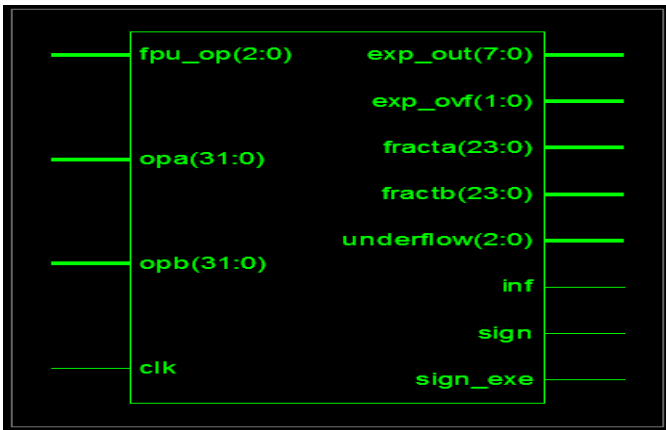 fpu_op(2:0) exp_out(7:0)
exp_ovf(1:0)
opa(31:0) fracta(23:0)
fractb(23:0)
underflow(2:0)
opb(31:0)
inf
sign
clk
sign_exe